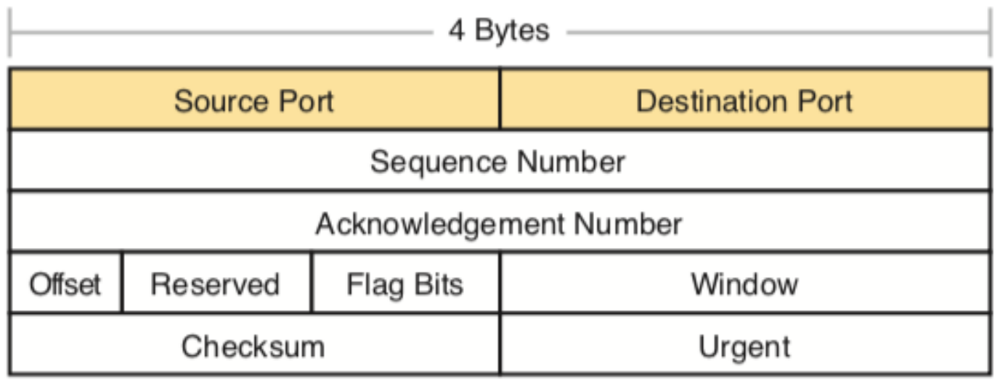 4 Bytes
Source Port Destination Port
Sequence Number
Acknowledgement Number
Offset Reserved Flag Bits Window
Checksum Urgent